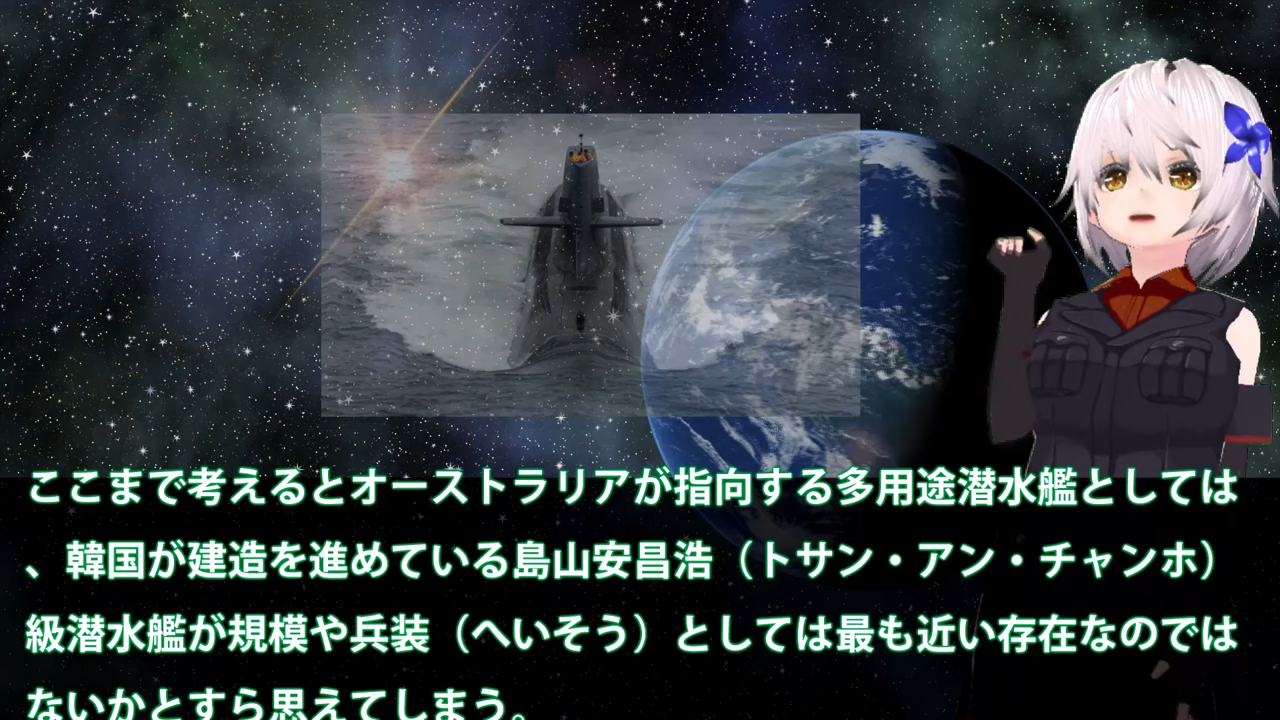 ここまで考えるとオーストラリアが指向する多用途潜水艦としては
、韓国が建造を進めている島山安昌浩（トサン・アン・チャンホ）
級潜水艦が規模や兵装（へいそう）としては最も近い存在なのでは
ないかとすら思えてしまう。